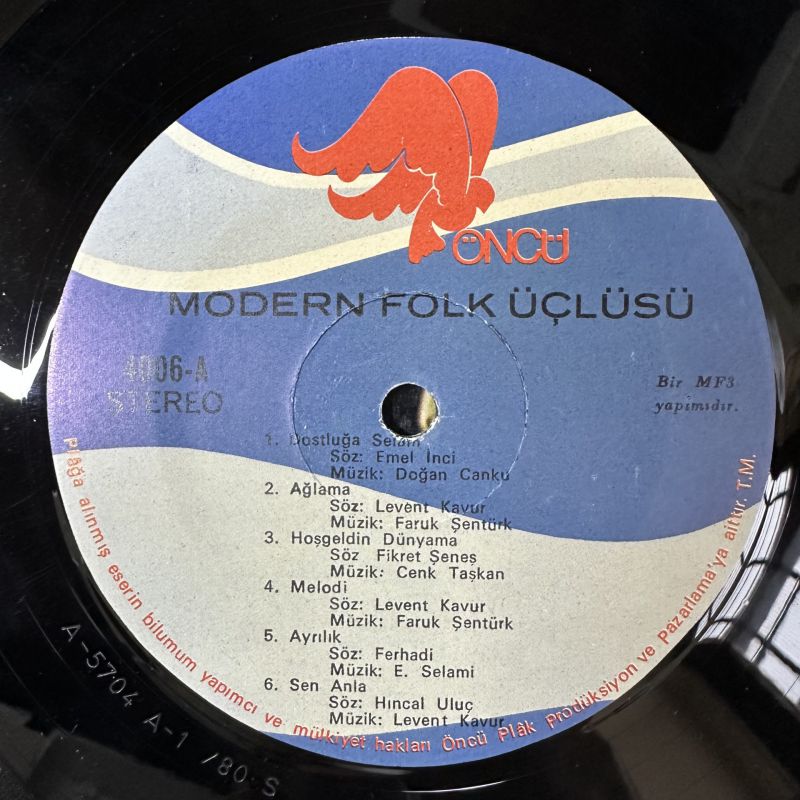 ÖNCÜ
MODERN FOLK ÜÇLÜSÜ
4006-A
STEREO
Bir MF3
yapımıdır.
1. Dostluğa Selam
Söz: Emel İnci
Müzik: Doğan Canku
2. Ağlama
Söz: Levent Kavur
Müzik: Faruk Şentürk
3. Hoşgeldin Dünyama
Söz Fikret Şeneş
Müzik: Cenk Taşkan
4. Melodi
Söz: Levent Kavur
Müzik: Faruk Şentürk
5. Ayrılık
Söz: Ferhadi
Müzik: E. Selami
6. Sen Anla
Söz: Hıncal Uluç
Müzik: Levent Kavur
Plâğa alınmış eserin bilumum yapımcı ve mülkiyet hakları Öncü Plâk Prodüksiyon ve Pazarlama'ya aittir. T.M.
A-5704 A-1 /80 S